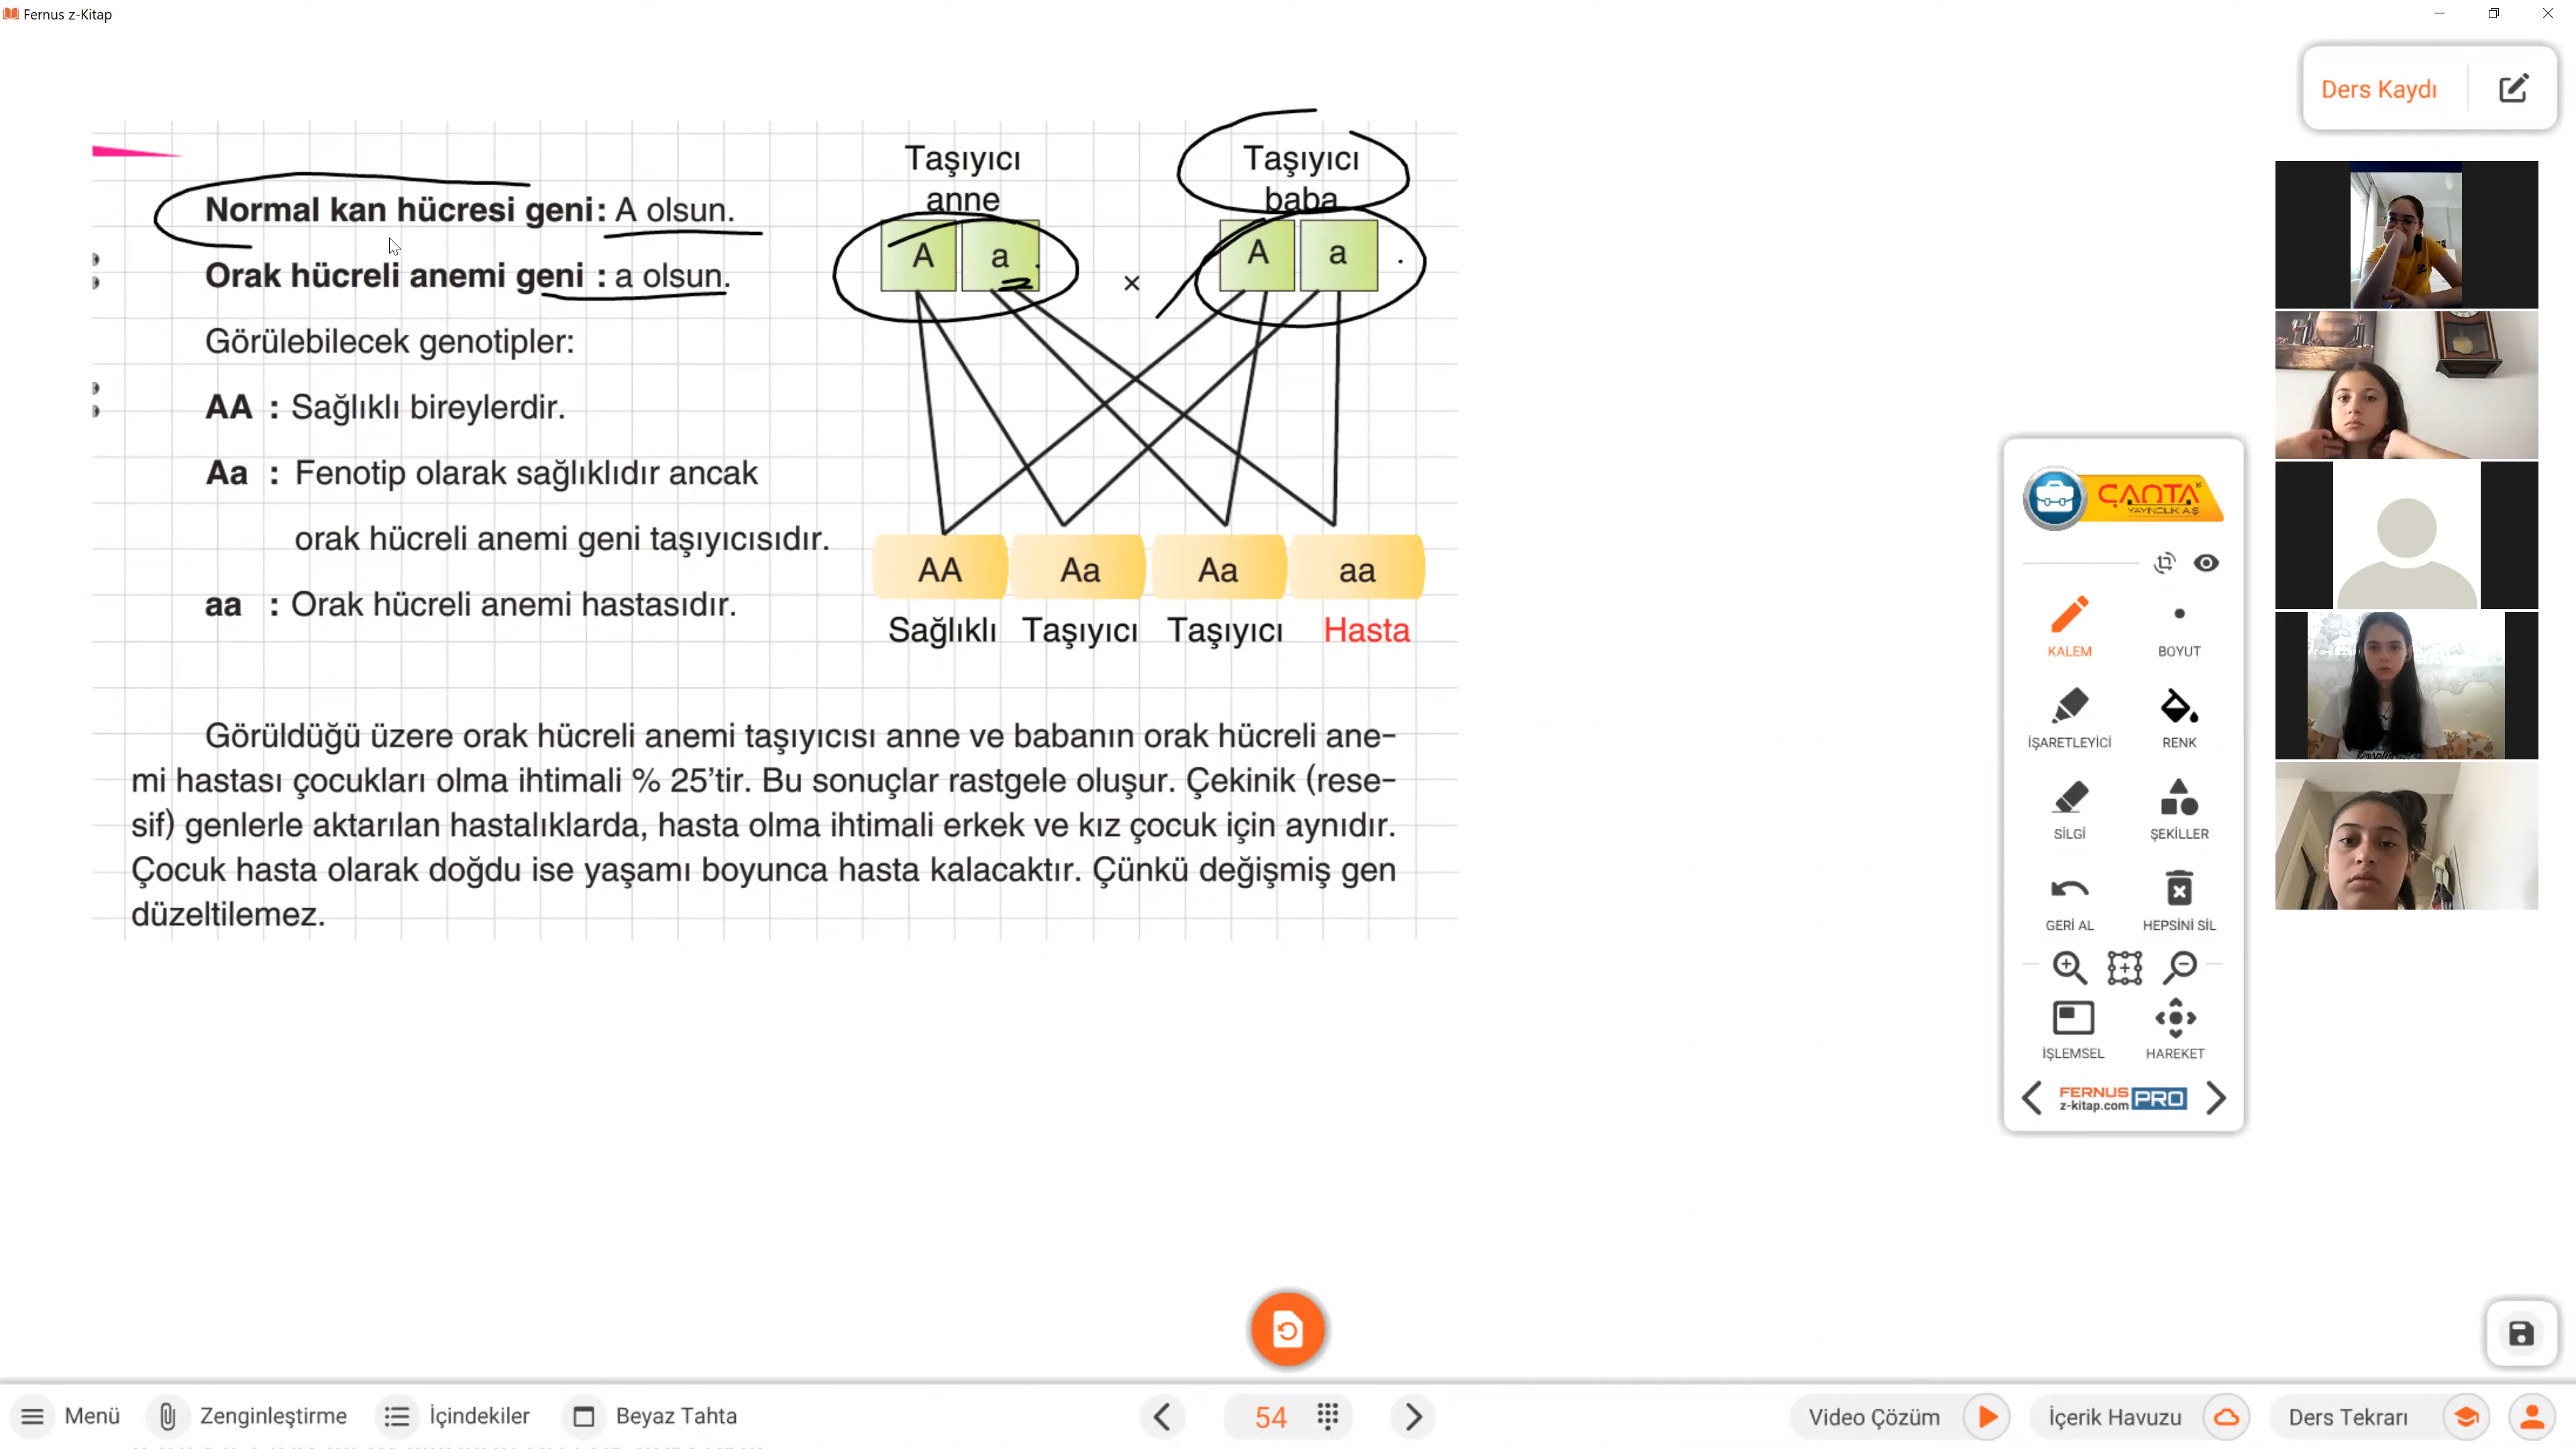 Fernus z-Kitap
Ders Kaydı
Normal kan hücresi geni: A olsun.
Orak hücreli anemi geni : a olsun.
Görülebilecek genotipler:
AA : Sağlıklı bireylerdir.
Aa : Fenotip olarak sağlıklıdır ancak
orak hücreli anemi geni taşıyıcısıdır.
aa : Orak hücreli anemi hastasıdır.
Taşıyıcı
anne
Taşıyıcı
baba
A a × A a
AA Aa Aa aa
Sağlıklı Taşıyıcı Taşıyıcı Hasta
Görüldüğü üzere orak hücreli anemi taşıyıcısı anne ve babanın orak hücreli ane-
mi hastası çocukları olma ihtimali % 25'tir. Bu sonuçlar rastgele oluşur. Çekinik (rese-
sif) genlerle aktarılan hastalıklarda, hasta olma ihtimali erkek ve kız çocuk için aynıdır.
Çocuk hasta olarak doğdu ise yaşamı boyunca hasta kalacaktır. Çünkü değişmiş gen
düzeltilemez.
ÇANTA
YAYINCILIK A.Ş.
KALEM BOYUT
İŞARETLEYİCİ RENK
SİLGİ ŞEKİLLER
GERİ AL HEPSİNİ SİL
İŞLEMSEL HAREKET
FERNUS PRO
z-kitap.com
Menü Zenginleştirme İçindekiler Beyaz Tahta 54 Video Çözüm İçerik Havuzu Ders Tekrarı